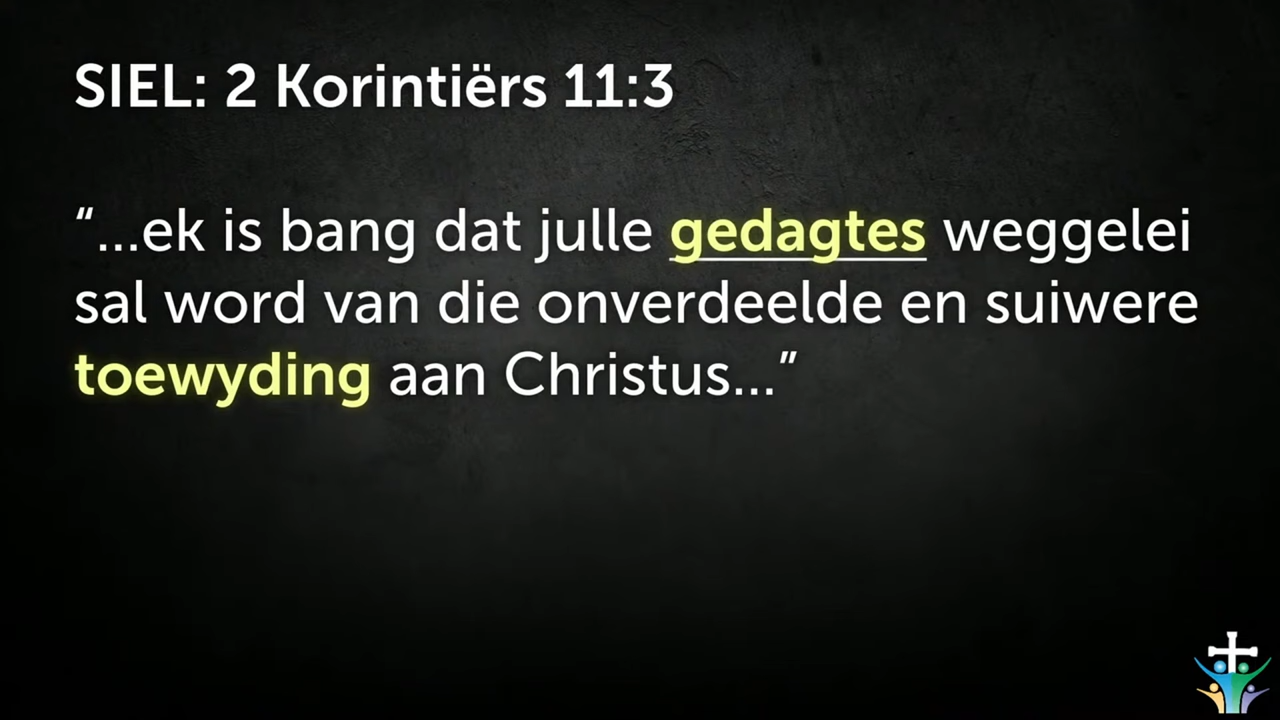 SIEL: 2 Korintiërs 11:3
“...ek is bang dat julle gedagtes weggelei
sal word van die onverdeelde en suiwere
toewyding aan Christus...”